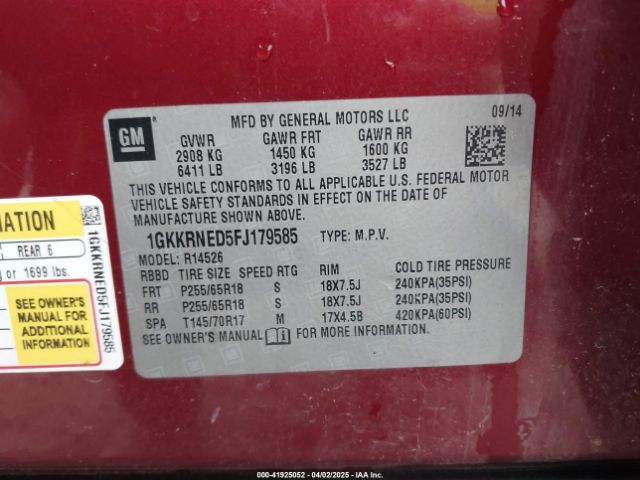 GM
MFD BY GENERAL MOTORS LLC 09/14
GVWR GAWR FRT GAWR RR
2908 KG 1450 KG 1600 KG
6411 LB 3196 LB 3527 LB
THIS VEHICLE CONFORMS TO ALL APPLICABLE U.S. FEDERAL MOTOR
VEHICLE SAFETY STANDARDS IN EFFECT ON THE DATE OF
MANUFACTURE SHOWN ABOVE.
1GKKRNED5FJ179585 TYPE: M.P.V.
MODEL: R14526
RBBD TIRE SIZE SPEED RTG RIM COLD TIRE PRESSURE
FRT P255/65R18 S 18X7.5J 240KPA(35PSI)
RR P255/65R18 S 18X7.5J 240KPA(35PSI)
SPA T145/70R17 M 17X4.5B 420KPA(60PSI)
SEE OWNER'S MANUAL FOR MORE INFORMATION.
MATION
REAR 6
or 1699 lbs.
SEE OWNER'S
MANUAL FOR
ADDITIONAL
INFORMATION
1GKKRNED5FJ179585
000-41925052 - 04/02/2025 - IAAI.com